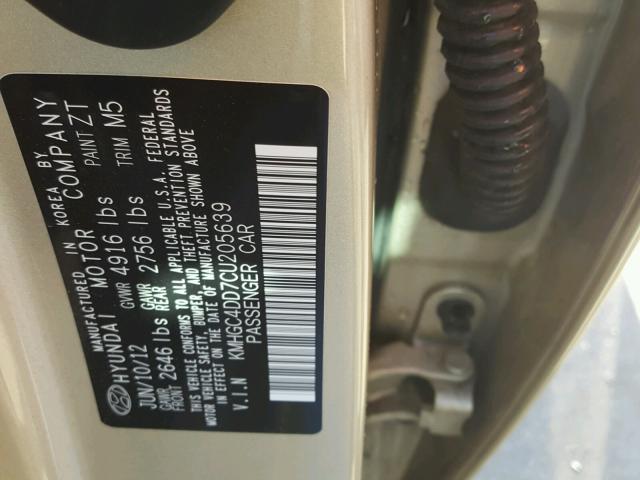 MANUFACTURED IN KOREA BY
HYUNDAI MOTOR COMPANY
JUN/10/12 GVWR 4916 lbs PAINT ZT
GAWR FRONT 2646 lbs GAWR REAR 2756 lbs TRIM M5
THIS VEHICLE CONFORMS TO ALL APPLICABLE U.S.A. FEDERAL
MOTOR VEHICLE SAFETY, BUMPER, AND THEFT PREVENTION STANDARDS
IN EFFECT ON THE DATE OF MANUFACTURE SHOWN ABOVE
V.I.N KMHGC4DD7CU205639
PASSENGER CAR